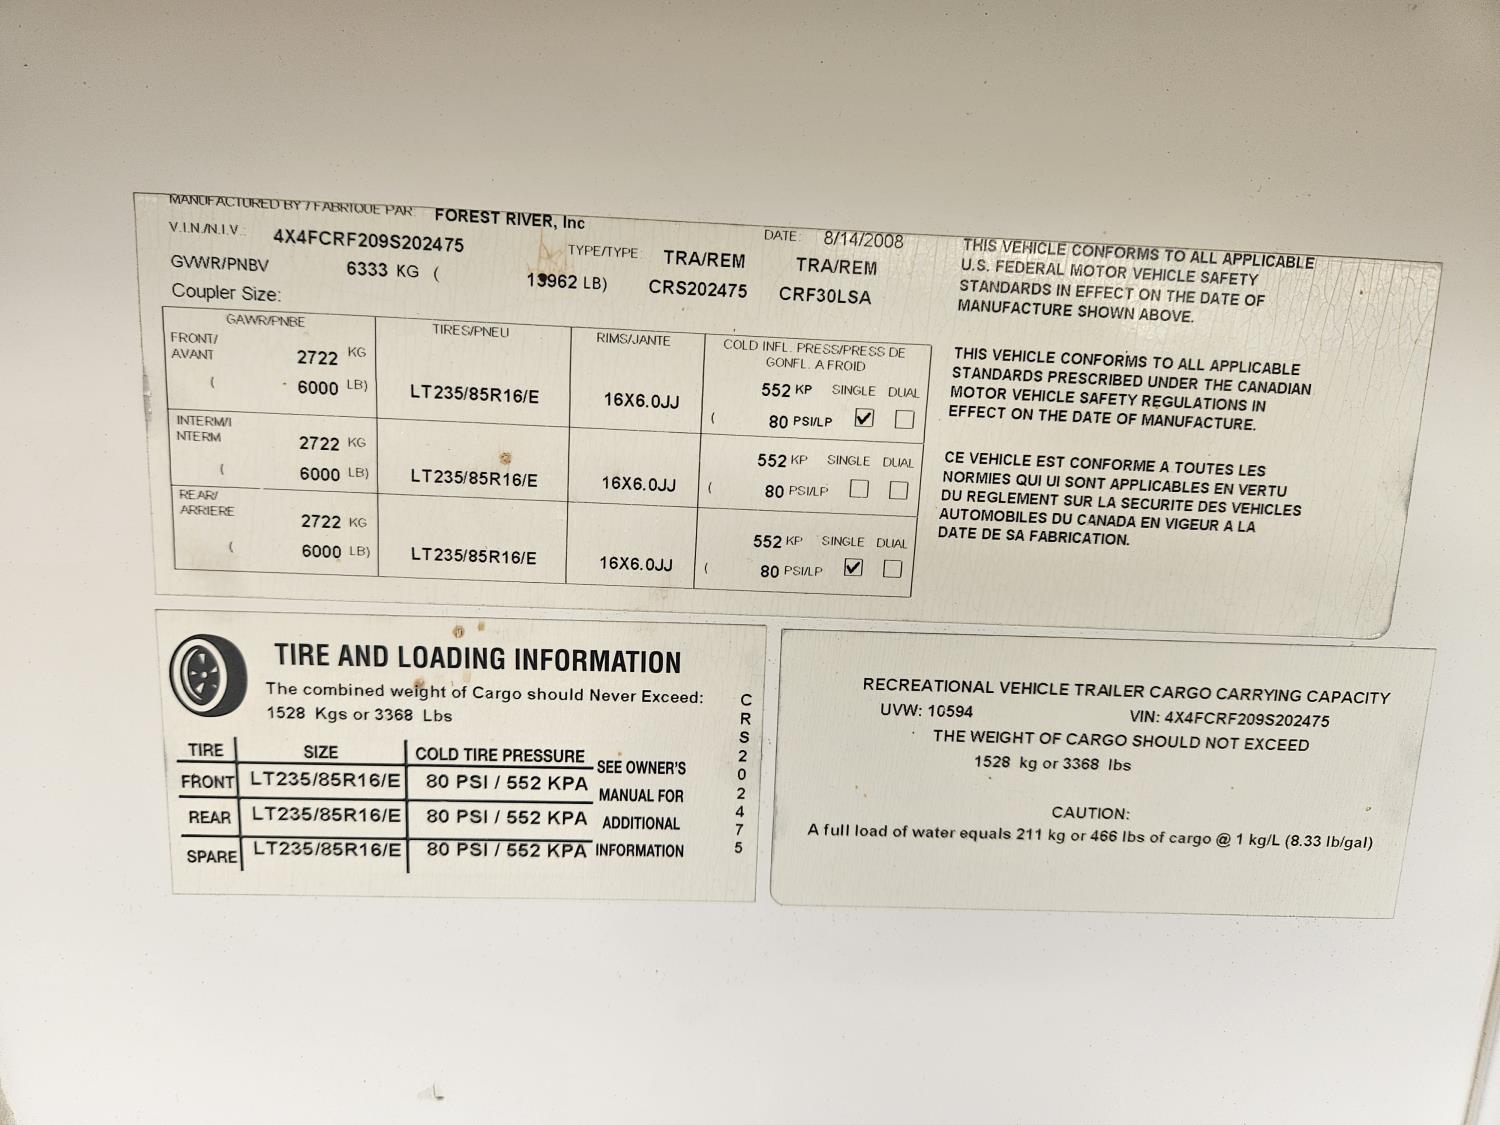 MANUFACTURED BY / FABRIQUE PAR: FOREST RIVER, Inc
V.I.N./N.I.V.: 4X4FCRF209S202475 DATE: 8/14/2008
GVWR/PNBV 6333 KG ( 13962 LB) TYPE/TYPE: TRA/REM TRA/REM
Coupler Size: CRS202475 CRF30LSA
GAWR/PNBE TIRES/PNEU RIMS/JANTE COLD INFL. PRESS/PRESS DE GONFL. A FROID
FRONT/
AVANT 2722 KG
( 6000 LB) LT235/85R16/E 16X6.0JJ 552 KP SINGLE DUAL
( 80 PSI/LP
INTERM/I
NTERM 2722 KG
( 6000 LB) LT235/85R16/E 16X6.0JJ 552 KP SINGLE DUAL
( 80 PSI/LP
REAR/
ARRIERE 2722 KG
( 6000 LB) LT235/85R16/E 16X6.0JJ 552 KP SINGLE DUAL
( 80 PSI/LP
THIS VEHICLE CONFORMS TO ALL APPLICABLE
U.S. FEDERAL MOTOR VEHICLE SAFETY
STANDARDS IN EFFECT ON THE DATE OF
MANUFACTURE SHOWN ABOVE.
THIS VEHICLE CONFORMS TO ALL APPLICABLE
STANDARDS PRESCRIBED UNDER THE CANADIAN
MOTOR VEHICLE SAFETY REGULATIONS IN
EFFECT ON THE DATE OF MANUFACTURE.
CE VEHICLE EST CONFORME A TOUTES LES
NORMIES QUI UI SONT APPLICABLES EN VERTU
DU REGLEMENT SUR LA SECURITE DES VEHICLES
AUTOMOBILES DU CANADA EN VIGEUR A LA
DATE DE SA FABRICATION.
TIRE AND LOADING INFORMATION
The combined weight of Cargo should Never Exceed:
1528 Kgs or 3368 Lbs
TIRE SIZE COLD TIRE PRESSURE
FRONT LT235/85R16/E 80 PSI / 552 KPA
REAR LT235/85R16/E 80 PSI / 552 KPA
SPARE LT235/85R16/E 80 PSI / 552 KPA
SEE OWNER'S
MANUAL FOR
ADDITIONAL
INFORMATION
CRS202475
RECREATIONAL VEHICLE TRAILER CARGO CARRYING CAPACITY
UVW: 10594 VIN: 4X4FCRF209S202475
THE WEIGHT OF CARGO SHOULD NOT EXCEED
1528 kg or 3368 lbs
CAUTION:
A full load of water equals 211 kg or 466 lbs of cargo @ 1 kg/L (8.33 lb/gal)